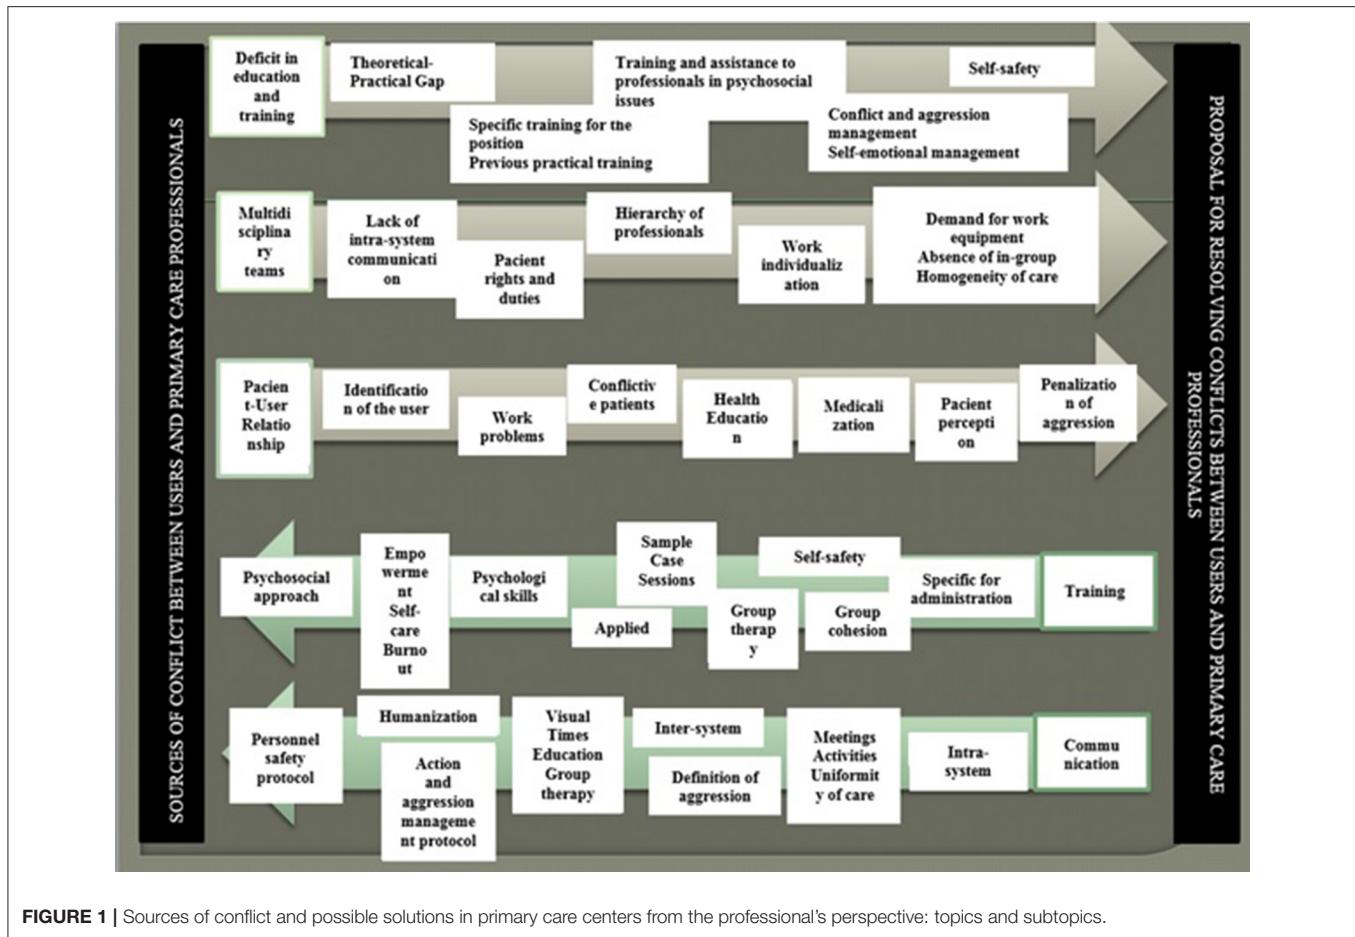 SOURCES OF CONFLICT BETWEEN USERS AND PRIMARY CARE PROFESSIONALS
Deficit in
education
and
training
Theoretical-
Practical Gap
Specific training for the
position
Previous practical training
Training and assistance to
professionals in psychosocial
issues
Conflict and aggression
management
Self-emotional management
Self-safety
Multidi
sciplina
ry
teams
Lack of
intra-system
communicati
on
Pacient
rights and
duties
Hierarchy of
professionals
Work
individualiz
ation
Demand for work
equipment
Absence of in-group
Homogeneity of care
Pacien
t-User
Relatio
nship
Identificatio
n of the user
Work
problems
Conflictiv
e patients
Health
Educatio
n
Medicali
zation
Pacient
percepti
on
Penalizatio
n of
aggression
Psychosocial
approach
Empo
werme
nt
Self-
care
Burno
ut
Psychologi
cal skills
Applied
Sample
Case
Sessions
Group
therap
y
Self-safety
Group
cohesion
Specific for
administration
Training
Personnel
safety
protocol
Humanization
Action
and
aggression
manageme
nt protocol
Visual
Times
Education
Group
therapy
Inter-system
Definition of
aggression
Meetings
Activities
Uniformit
y of care
Intra-
system
Commu
nication
PROPOSAL FOR RESOLVING CONFLICTS BETWEEN USERS AND PRIMARY CARE
PROFESSIONALS
FIGURE 1 | Sources of conflict and possible solutions in primary care centers from the professional's perspective: topics and subtopics.